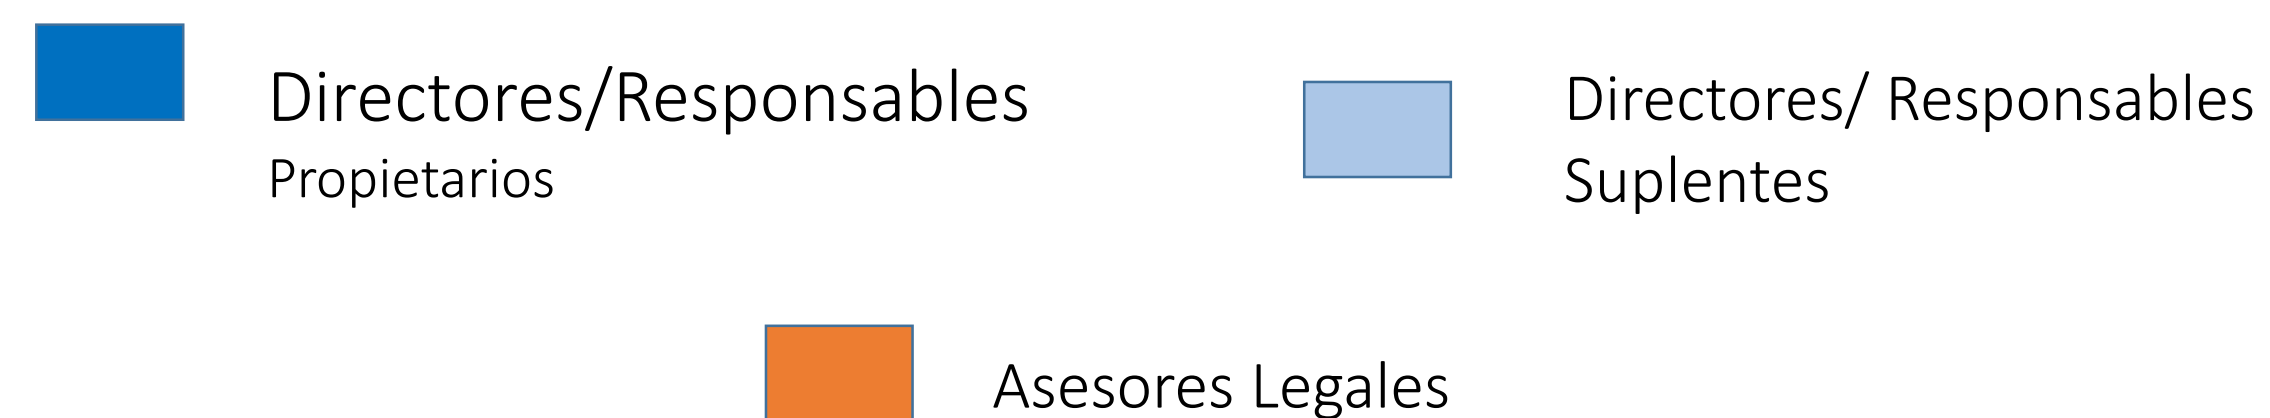 Directores/Responsables
Propietarios
Directores/ Responsables
Suplentes
Asesores Legales